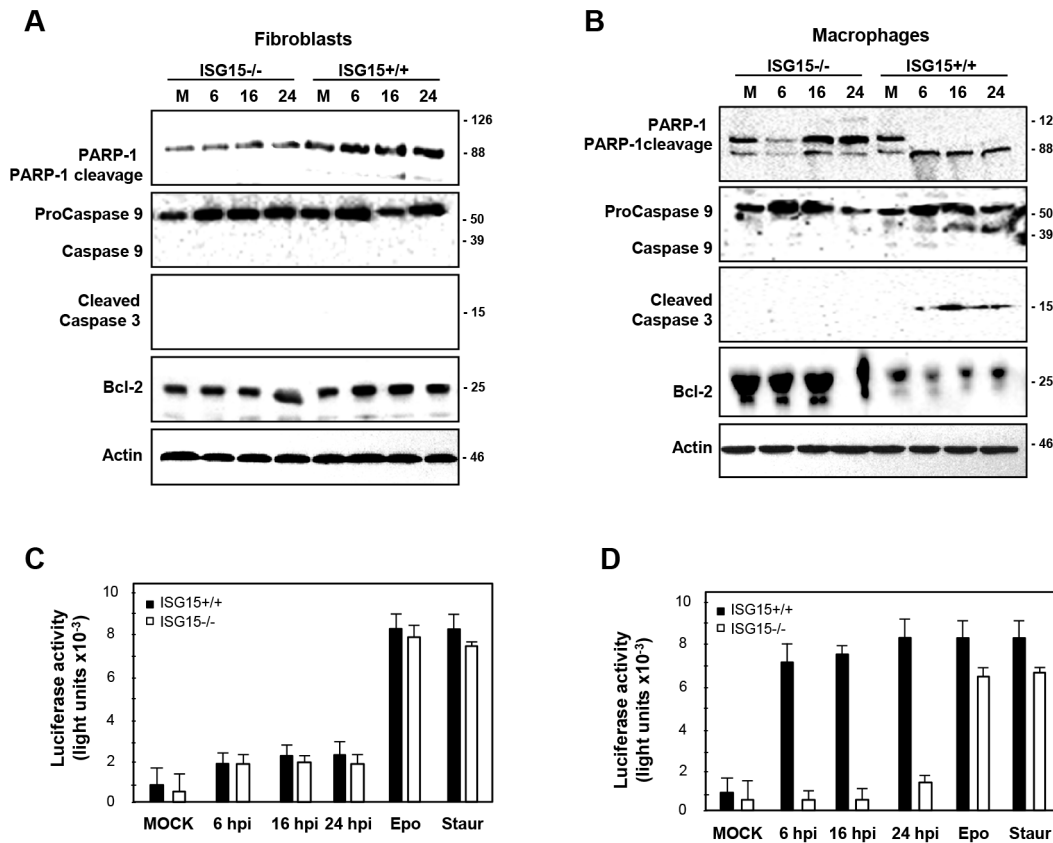 A
Fibroblasts
ISG15-/- ISG15+/+
M 6 16 24 M 6 16 24
- 126
PARP-1
- 88
PARP-1 cleavage
ProCaspase 9
- 50
- 39
Caspase 9
Cleaved
Caspase 3
- 15
Bcl-2
- 25
Actin
- 46
B
Macrophages
ISG15-/- ISG15+/+
M 6 16 24 M 6 16 24
- 12
PARP-1
PARP-1cleavage
- 88
ProCaspase 9
- 50
- 39
Caspase 9
Cleaved
Caspase 3
- 15
- 25
Bcl-2
Actin
- 46
C
Luciferase activity
(light units x10-3)
10
8
6
4
2
0
ISG15+/+
ISG15-/-
MOCK 6 hpi 16 hpi 24 hpi Epo Staur
D
Luciferase activity
(light units x10-3)
10
8
6
4
2
0
ISG15+/+
ISG15-/-
MOCK 6 hpi 16 hpi 24 hpi Epo Staur